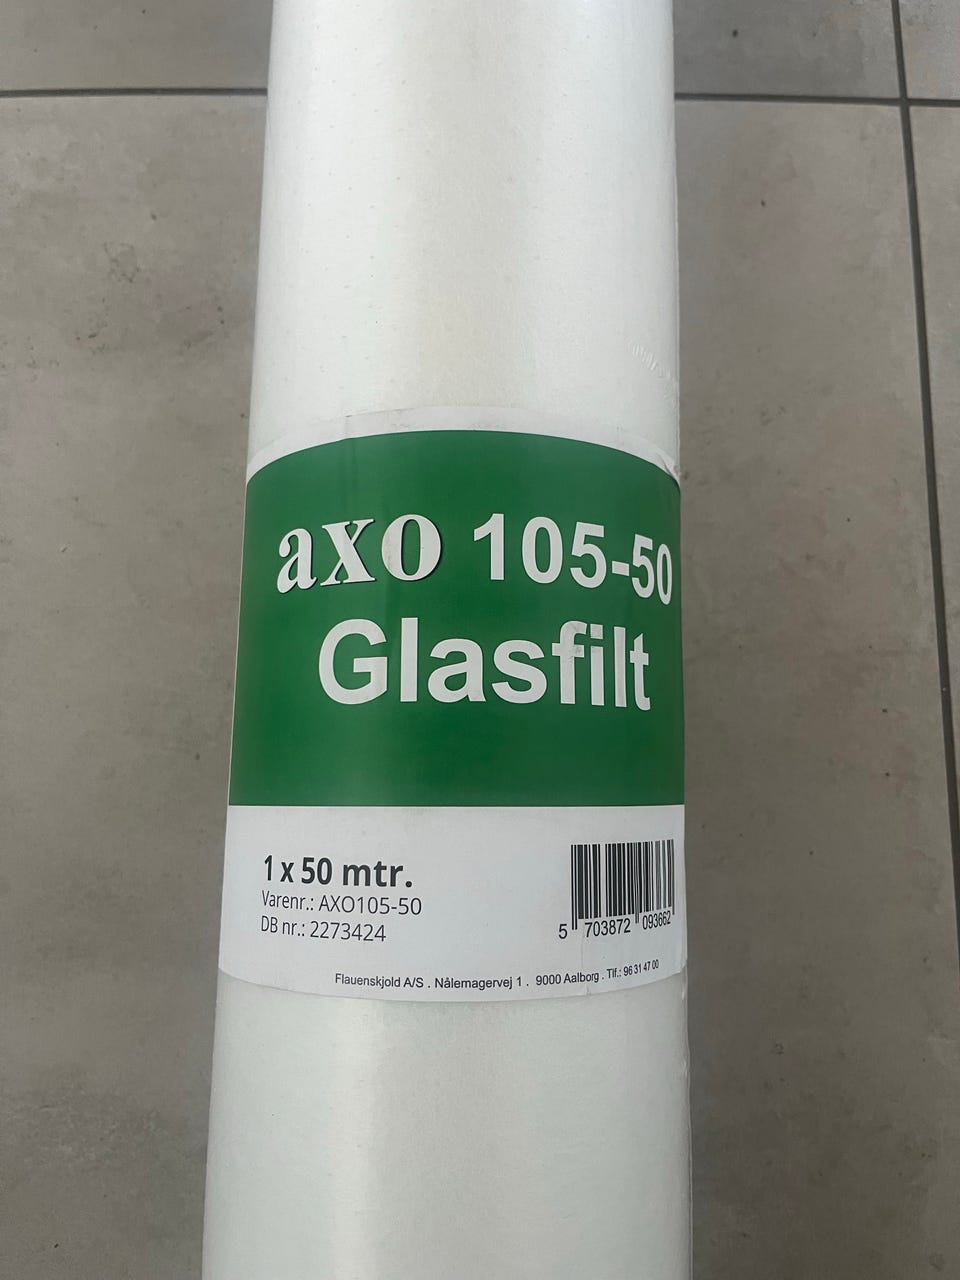 axo 105-50
Glasfilt
1 x 50 mtr.
Varenr.: AXO105-50
DB nr.: 2273424
5 703872 093662
Flauenskjold A/S . Nålemagervej 1 . 9000 Aalborg . Tlf.: 96 31 47 00